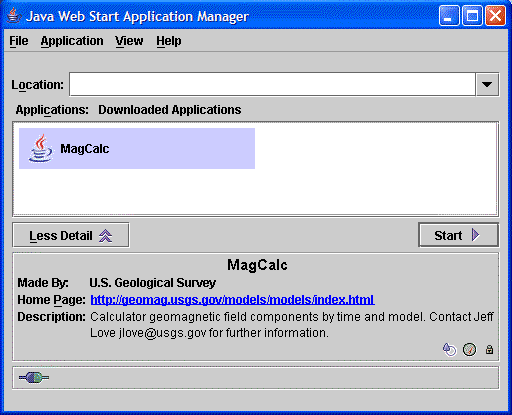 Java Web Start Application Manager
File Application View Help
Location:
Applications: Downloaded Applications
MagCalc
Less Detail
Start
MagCalc
Made By: U.S. Geological Survey
Home Page: http://geomag.usgs.gov/models/models/index.html
Description: Calculator geomagnetic field components by time and model. Contact Jeff
Love jlove@usgs.gov for further information.